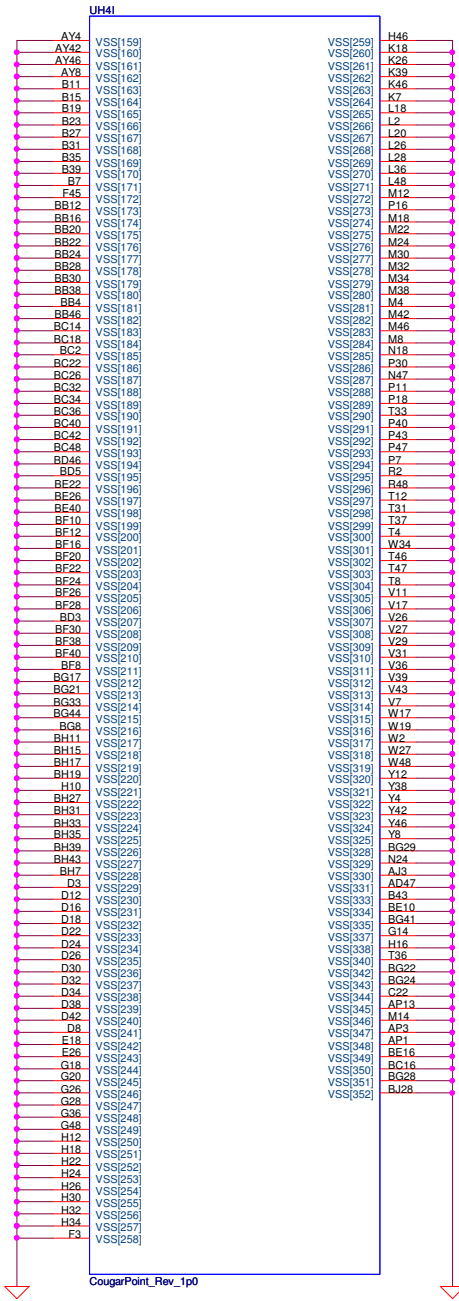 UH4I
AY4 VSS[159] VSS[259] H46
AY42 VSS[160] VSS[260] K18
AY46 VSS[161] VSS[261] K26
AY8 VSS[162] VSS[262] K39
B11 VSS[163] VSS[263] K46
B15 VSS[164] VSS[264] K7
B19 VSS[165] VSS[265] L18
B23 VSS[166] VSS[266] L2
B27 VSS[167] VSS[267] L20
B31 VSS[168] VSS[268] L26
B35 VSS[169] VSS[269] L28
B39 VSS[170] VSS[270] L36
B7 VSS[171] VSS[271] L48
F45 VSS[172] VSS[272] M12
BB12 VSS[173] VSS[273] P16
BB16 VSS[174] VSS[274] M18
BB20 VSS[175] VSS[275] M22
BB22 VSS[176] VSS[276] M24
BB24 VSS[177] VSS[277] M30
BB28 VSS[178] VSS[278] M32
BB30 VSS[179] VSS[279] M34
BB38 VSS[180] VSS[280] M38
BB4 VSS[181] VSS[281] M4
BB46 VSS[182] VSS[282] M42
BC14 VSS[183] VSS[283] M46
BC18 VSS[184] VSS[284] M8
BC2 VSS[185] VSS[285] N18
BC22 VSS[186] VSS[286] P30
BC26 VSS[187] VSS[287] N47
BC32 VSS[188] VSS[288] P11
BC34 VSS[189] VSS[289] P18
BC36 VSS[190] VSS[290] T33
BC40 VSS[191] VSS[291] P40
BC42 VSS[192] VSS[292] P43
BC48 VSS[193] VSS[293] P47
BD46 VSS[194] VSS[294] P7
BD5 VSS[195] VSS[295] R2
BE22 VSS[196] VSS[296] R48
BE26 VSS[197] VSS[297] T12
BE40 VSS[198] VSS[298] T31
BF10 VSS[199] VSS[299] T37
BF12 VSS[200] VSS[300] T4
BF16 VSS[201] VSS[301] W34
BF20 VSS[202] VSS[302] T46
BF22 VSS[203] VSS[303] T47
BF24 VSS[204] VSS[304] T8
BF26 VSS[205] VSS[305] V11
BF28 VSS[206] VSS[306] V17
BD3 VSS[207] VSS[307] V26
BF30 VSS[208] VSS[308] V27
BF38 VSS[209] VSS[309] V29
BF40 VSS[210] VSS[310] V31
BF8 VSS[211] VSS[311] V36
BG17 VSS[212] VSS[312] V39
BG21 VSS[213] VSS[313] V43
BG33 VSS[214] VSS[314] V7
BG44 VSS[215] VSS[315] W17
BG8 VSS[216] VSS[316] W19
BH11 VSS[217] VSS[317] W2
BH15 VSS[218] VSS[318] W27
BH17 VSS[219] VSS[319] W48
BH19 VSS[220] VSS[320] Y12
H10 VSS[221] VSS[321] Y38
BH27 VSS[222] VSS[322] Y4
BH31 VSS[223] VSS[323] Y42
BH33 VSS[224] VSS[324] Y46
BH35 VSS[225] VSS[325] Y8
BH39 VSS[226] VSS[328] BG29
BH43 VSS[227] VSS[329] N24
BH7 VSS[228] VSS[330] AJ3
D3 VSS[229] VSS[331] AD47
D12 VSS[230] VSS[333] B43
D16 VSS[231] VSS[334] BE10
D18 VSS[232] VSS[335] BG41
D22 VSS[233] VSS[337] G14
D24 VSS[234] VSS[338] H16
D26 VSS[235] VSS[340] T36
D30 VSS[236] VSS[342] BG22
D32 VSS[237] VSS[343] BG24
D34 VSS[238] VSS[344] C22
D38 VSS[239] VSS[345] AP13
D42 VSS[240] VSS[346] M14
D8 VSS[241] VSS[347] AP3
E18 VSS[242] VSS[348] AP1
E26 VSS[243] VSS[349] BE16
G18 VSS[244] VSS[350] BC16
G20 VSS[245] VSS[351] BG28
G26 VSS[246] VSS[352] BJ28
G28 VSS[247]
G36 VSS[248]
G48 VSS[249]
H12 VSS[250]
H18 VSS[251]
H22 VSS[252]
H24 VSS[253]
H26 VSS[254]
H30 VSS[255]
H32 VSS[256]
H34 VSS[257]
F3 VSS[258]
CougarPoint_Rev_1p0